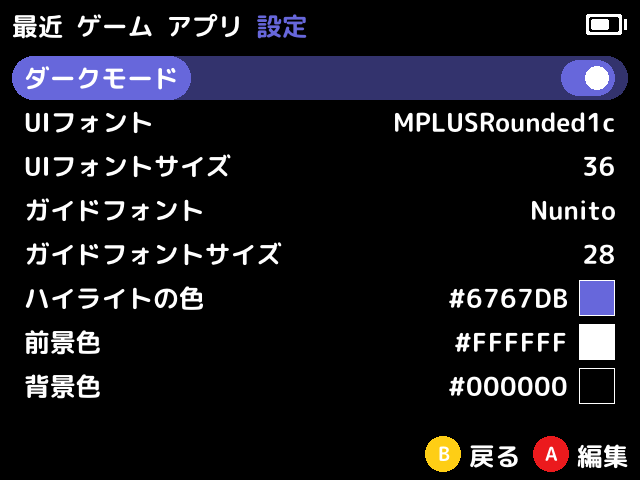 最近 ゲーム アプリ 設定
ダークモード
UIフォント MPLUSRounded1c
UIフォントサイズ 36
ガイドフォント Nunito
ガイドフォントサイズ 28
ハイライトの色 #6767DB
前景色 #FFFFFF
背景色 #000000
B 戻る A 編集